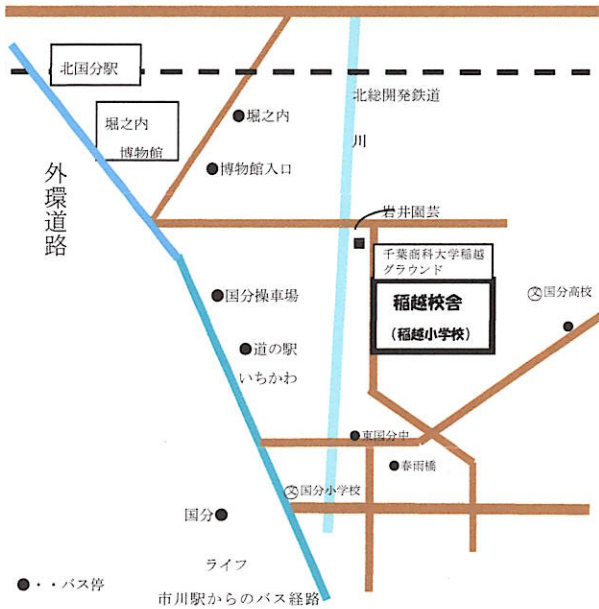 北国分駅
北総開発鉄道
堀之内
博物館
●堀之内
川
●博物館入口
外環道路
岩井園芸
千葉商科大学稲越
グラウンド
稲越校舎
(稲越小学校)
㊛国分高校
●国分操車場
●道の駅
いちかわ
●東国分中
●春雨橋
文国分小学校
国分●
ライフ
●・・バス停
市川駅からのバス経路